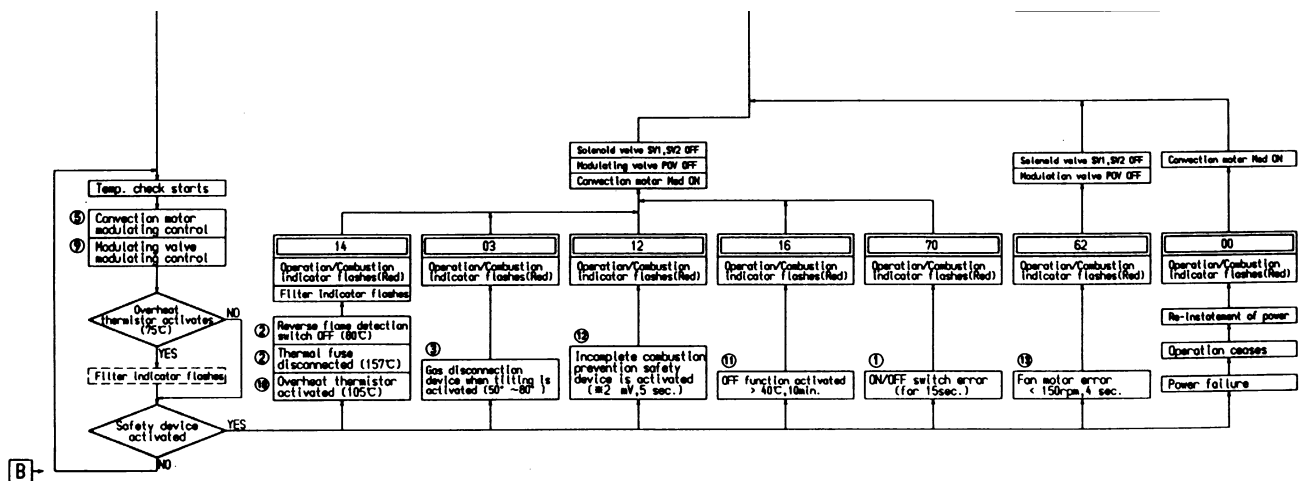 Solenoid valve SV1,SV2 OFF
Modulating valve POV OFF
Convection motor Med ON
Solenoid valve SV1, SV2 OFF
Modulation valve POV OFF
Convection motor Med ON
Temp. check starts
⑤ Convection motor
modulating control
⑨ Modulating valve
modulating control
14
Operation/Combustion
indicator flashes(Red)
Filter indicator flashes
03
Operation/Combustion
indicator flashes(Red)
12
Operation/Combustion
indicator flashes(Red)
16
Operation/Combustion
indicator flashes(Red)
70
Operation/Combustion
indicator flashes(Red)
62
Operation/Combustion
indicator flashes(Red)
00
Operation/Combustion
indicator flashes(Red)
Overheat
thermistor activates
(75℃)
NO
YES
Filter indicator flashes
Safety device
activated
YES
NO
B
② Reverse flame detection
switch OFF (80℃)
② Thermal fuse
disconnected (157℃)
⑩ Overheat thermistor
activated (105℃)
③
Gas disconnection
device when tilting is
activated (50° ~80° )
⑫
Incomplete combustion
prevention safety
device is activated
(※2 mV,5 sec.)
⑪
OFF function activated
> 40℃,10min.
①
ON/OFF switch error
(for 15sec.)
⑲
Fan motor error
< 150rpm,4 sec.
Re-instatement of power
Operation ceases
Power failure